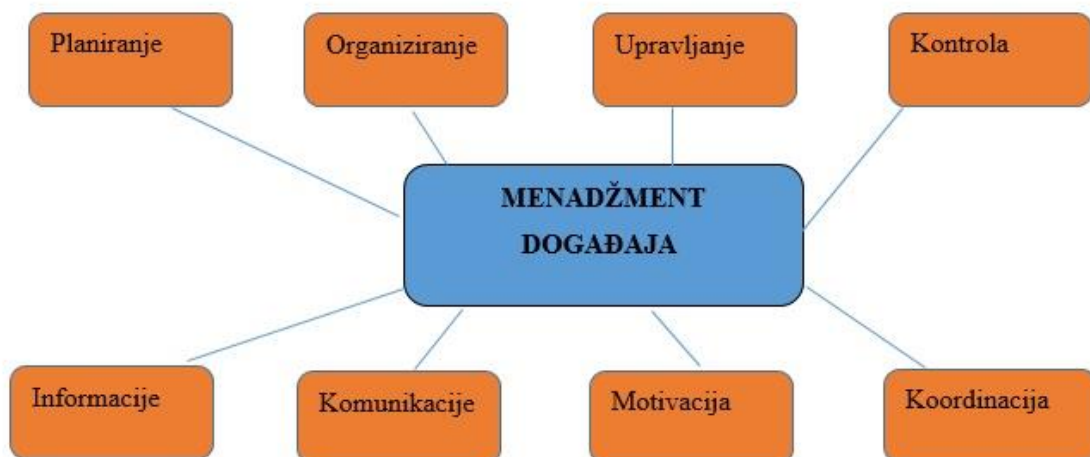 Planiranje
Organiziranje
Upravljanje
Kontrola
MENADŽMENT
DOGAĐAJA
Informacije
Komunikacije
Motivacija
Koordinacija